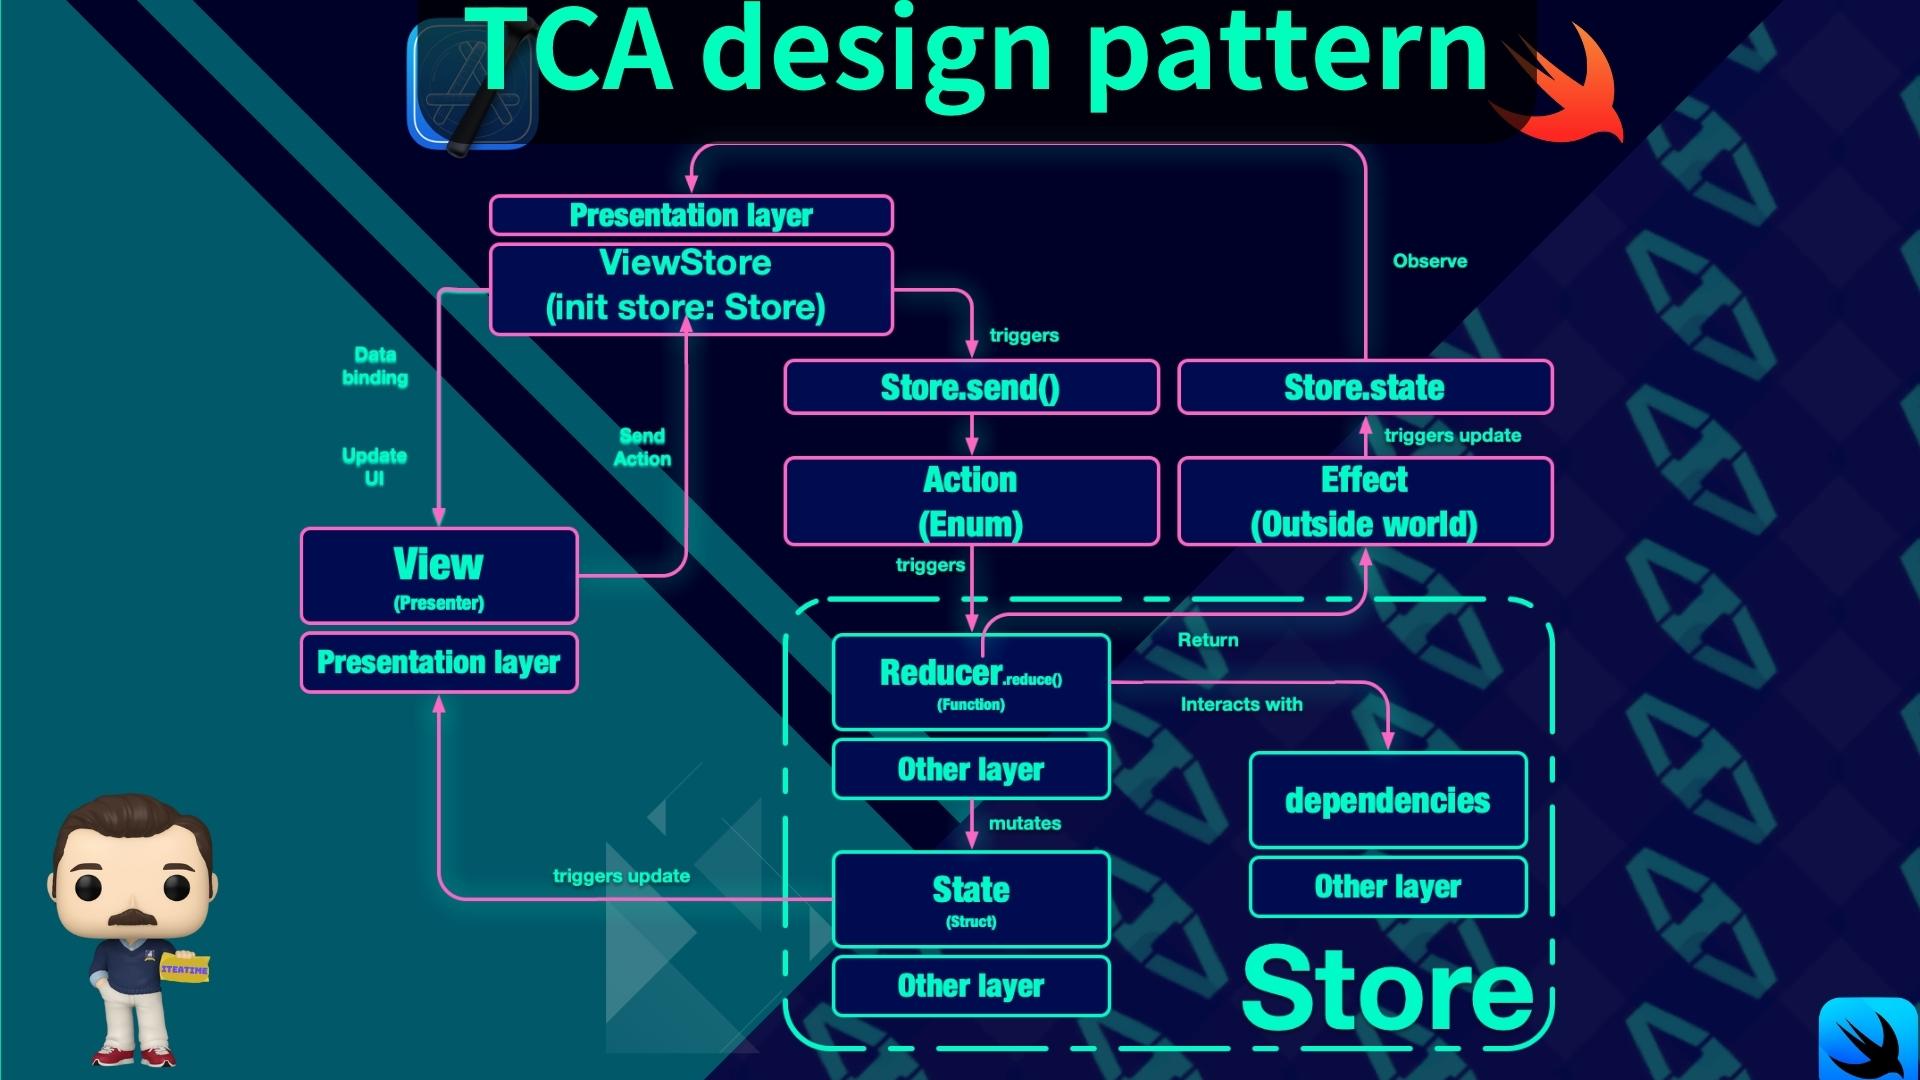 TCA design pattern
Presentation layer
ViewStore
(init store: Store)
Observe
triggers
Data
binding
Store.send()
Store.state
Send
Action
triggers update
Update
UI
Action
(Enum)
Effect
(Outside world)
View
(Presenter)
triggers
Presentation layer
Return
Reducer.reduce()
(Function)
Interacts with
Other layer
dependencies
mutates
triggers update
State
(Struct)
Other layer
ITEATIME
Other layer
Store